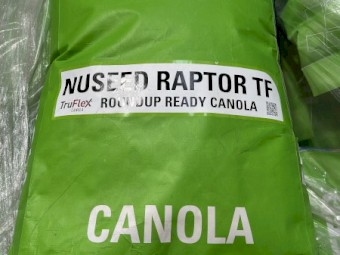 NUSEED RAPTOR TF
TruFlex ROUNDUP READY CANOLA
CANOLA